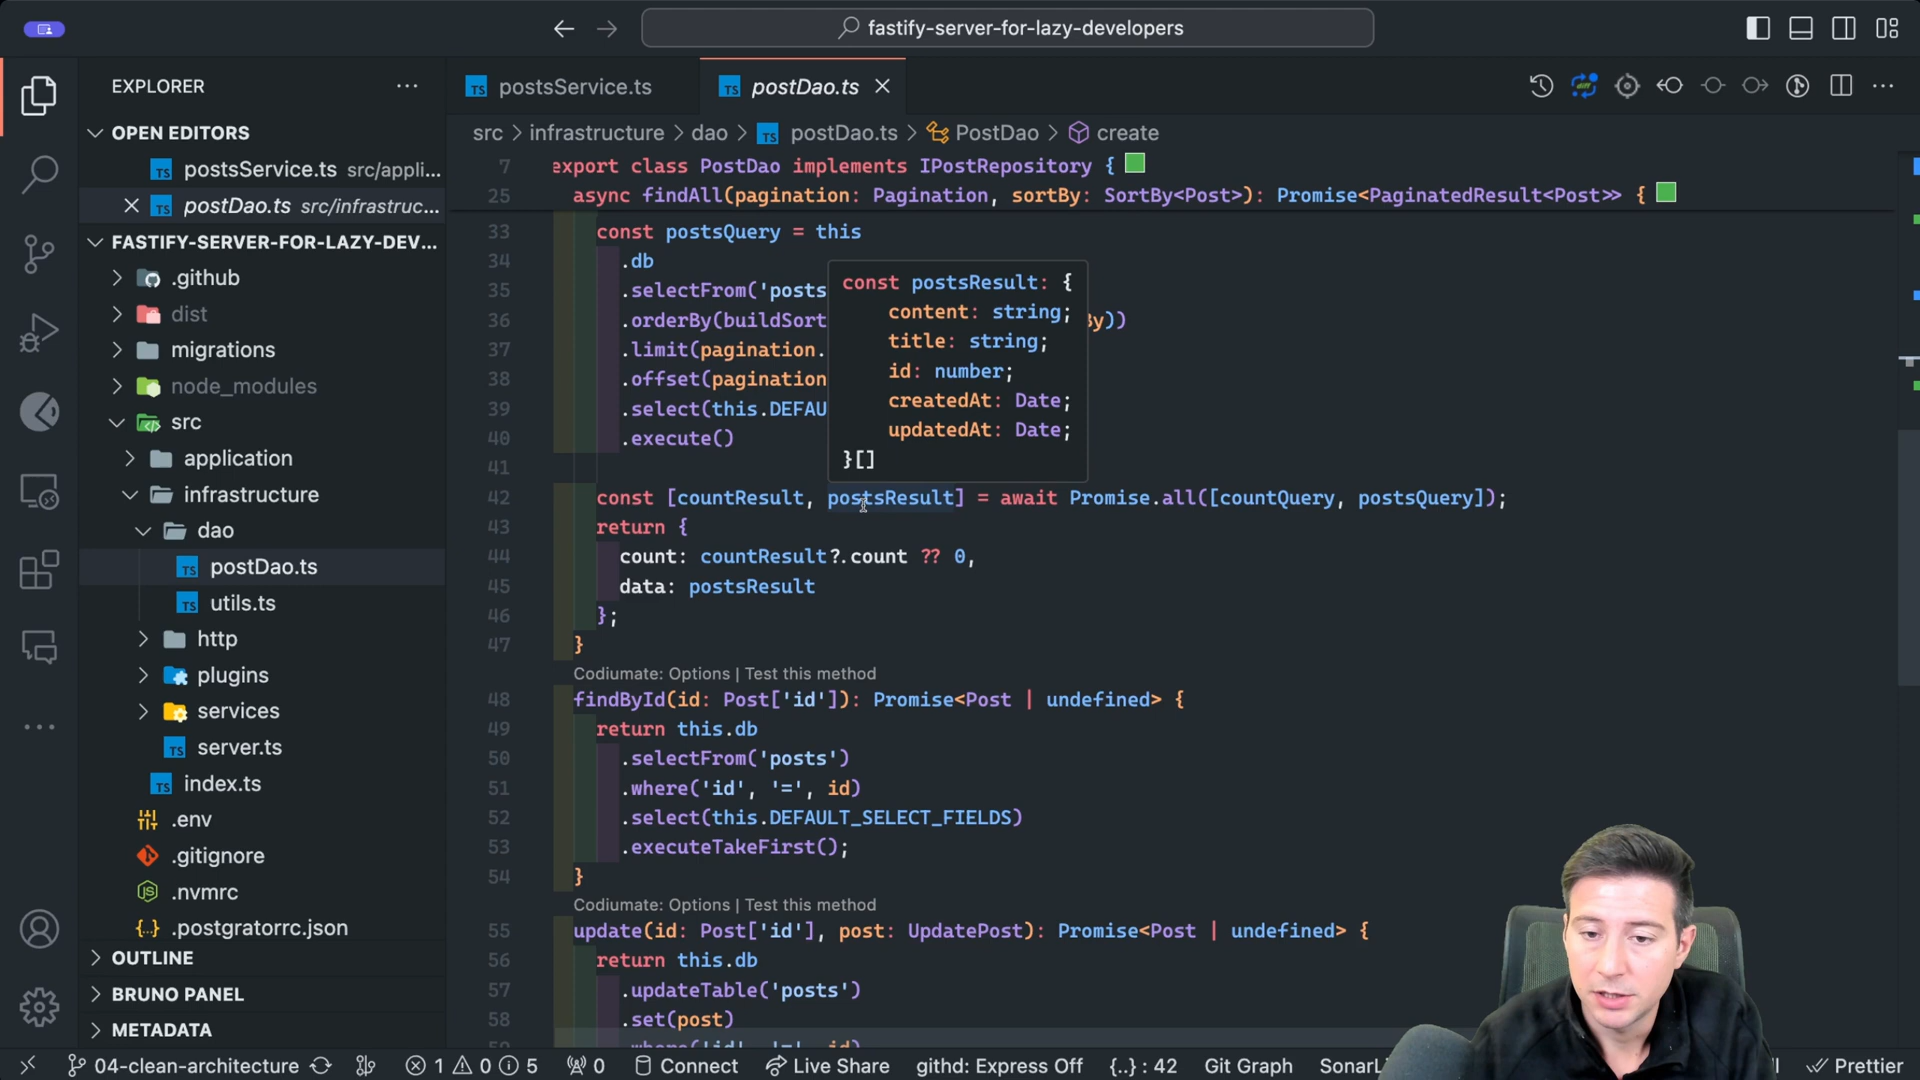 fastify-server-for-lazy-developers
EXPLORER
postsService.ts
postDao.ts
OPEN EDITORS
postsService.ts src/appli...
postDao.ts src/infrastruc...
FASTIFY-SERVER-FOR-LAZY-DEV...
.github
dist
migrations
node_modules
src
application
infrastructure
dao
postDao.ts
utils.ts
http
plugins
services
server.ts
index.ts
.env
.gitignore
.nvmrc
.postgratorrc.json
OUTLINE
BRUNO PANEL
METADATA
src > infrastructure > dao > postDao.ts > PostDao > create
7 export class PostDao implements IPostRepository {
25 async findAll(pagination: Pagination, sortBy: SortBy<Post>): Promise<PaginatedResult<Post>> {
33 const postsQuery = this
34 .db
35 .selectFrom('posts
36 .orderBy(buildSort By))
37 .limit(pagination.
38 .offset(pagination
39 .select(this.DEFAU
40 .execute()
41
const postsResult: {
content: string;
title: string;
id: number;
createdAt: Date;
updatedAt: Date;
}[]
42 const [countResult, postsResult] = await Promise.all([countQuery, postsQuery]);
43 return {
44 count: countResult?.count ?? 0,
45 data: postsResult
46 };
47 }
Codiumate: Options | Test this method
48 findById(id: Post['id']): Promise<Post | undefined> {
49 return this.db
50 .selectFrom('posts')
51 .where('id', '=', id)
52 .select(this.DEFAULT_SELECT_FIELDS)
53 .executeTakeFirst();
54 }
Codiumate: Options | Test this method
55 update(id: Post['id'], post: UpdatePost): Promise<Post | undefined> {
56 return this.db
57 .updateTable('posts')
58 .set(post)
04-clean-architecture 1 0 5 0 Connect Live Share githd: Express Off {..} : 42 Git Graph SonarLi Prettier